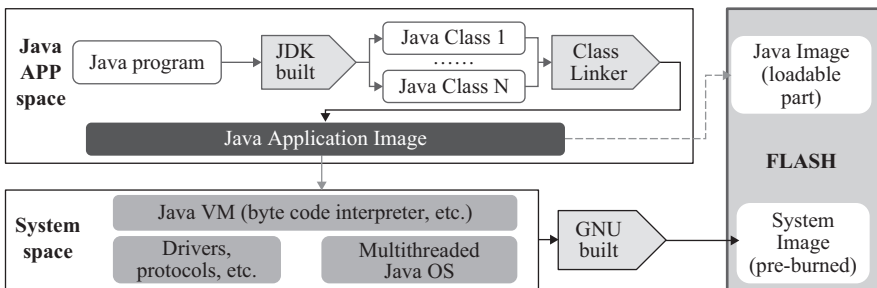 Java
APP
space
Java program
JDK
built
Java Class 1
......
Java Class N
Class
Linker
Java Application Image
Java Image
(loadable
part)
FLASH
System
space
Java VM (byte code interpreter, etc.)
Drivers,
protocols, etc.
Multithreaded
Java OS
GNU
built
System
Image
(pre-burned)